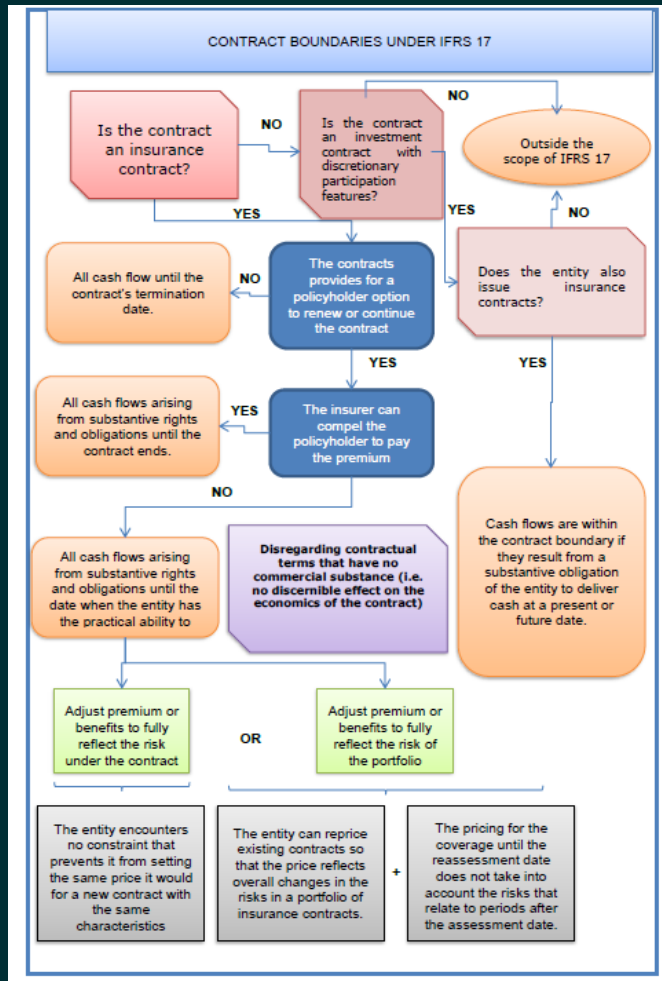 CONTRACT BOUNDARIES UNDER IFRS 17
Is the contract
an insurance
contract?
NO
Is the contract
an investment
contract with
discretionary
participation
features?
NO
Outside the
scope of IFRS 17
YES
YES
NO
All cash flow until the
contract's termination
date.
NO
The contracts
provides for a
policyholder option
to renew or continue
the contract
Does the entity also
issue insurance
contracts?
YES
YES
All cash flows arising
from substantive rights
and obligations until the
contract ends.
YES
The insurer can
compel the
policyholder to pay
the premium
NO
All cash flows arising
from substantive rights
and obligations until the
date when the entity has
the practical ability to
Disregarding contractual
terms that have no
commercial substance (i.e.
no discernible effect on the
economics of the contract)
Cash flows are within
the contract boundary if
they result from a
substantive obligation
of the entity to deliver
cash at a present or
future date.
Adjust premium or
benefits to fully
reflect the risk
under the contract
OR
Adjust premium or
benefits to fully
reflect the risk of
the portfolio
The entity encounters
no constraint that
prevents it from setting
the same price it would
for a new contract with
the same
characteristics
The entity can reprice
existing contracts so
that the price reflects
overall changes in the
risks in a portfolio of
insurance contracts.
+
The pricing for the
coverage until the
reassessment date
does not take into
account the risks that
relate to periods after
the assessment date.